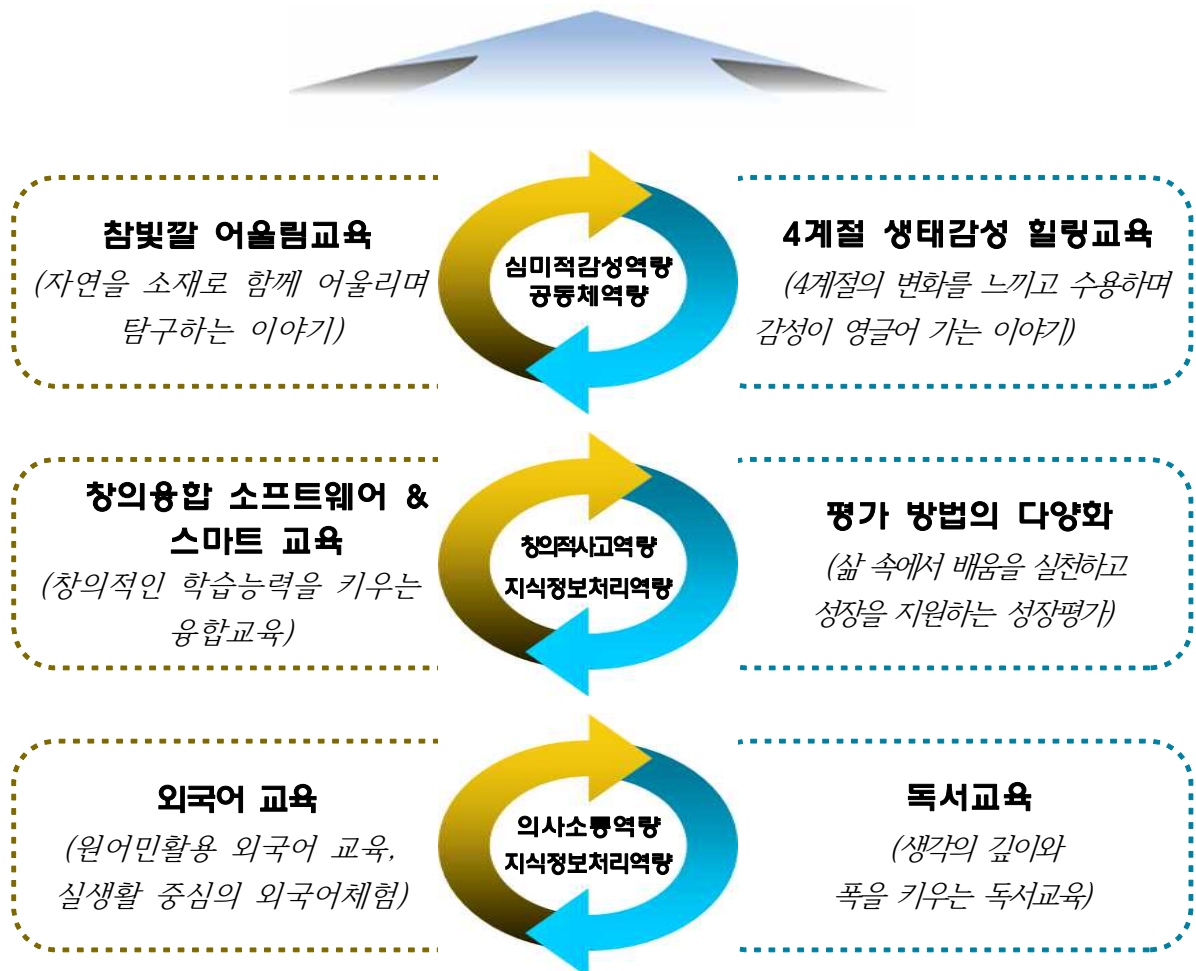 참빛깔 어울림교육
(자연을 소재로 함께 어울리며
탐구하는 이야기)
심미적감성역량
공동체역량
4계절 생태감성 힐링교육
(4계절의 변화를 느끼고 수용하며
감성이 영글어 가는 이야기)
창의융합 소프트웨어 &
스마트 교육
(창의적인 학습능력을 키우는
융합교육)
창의적사고역량
지식정보처리역량
평가 방법의 다양화
(삶 속에서 배움을 실천하고
성장을 지원하는 성장평가)
외국어 교육
(원어민활용 외국어 교육,
실생활 중심의 외국어체험)
의사소통역량
지식정보처리역량
독서교육
(생각의 깊이와
폭을 키우는 독서교육)